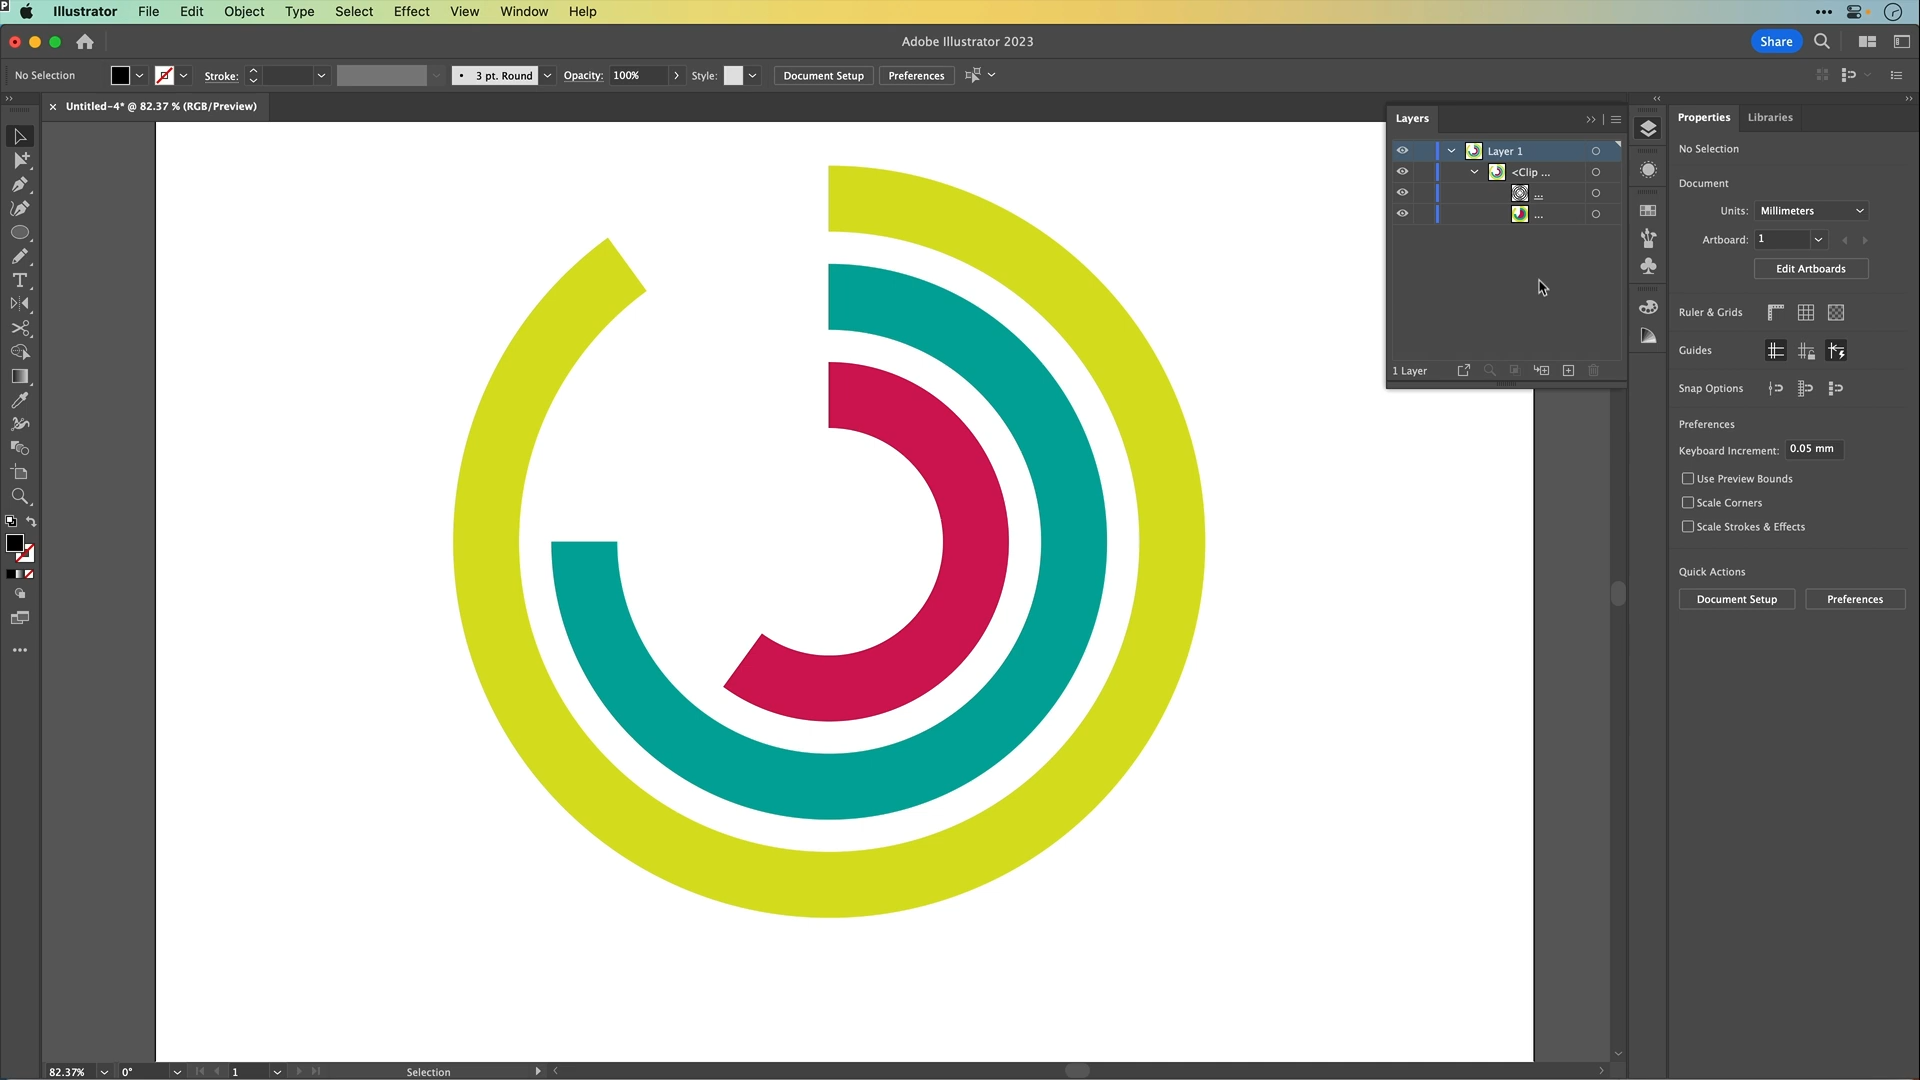 P
Illustrator File Edit Object Type Select Effect View Window Help
Adobe Illustrator 2023
Share
No Selection
Stroke:
• 3 pt. Round
Opacity: 100%
Style:
Document Setup
Preferences
× Untitled-4* @ 82.37 % (RGB/Preview)
Layers
Layer 1
<Clip ...
...
...
1 Layer
Properties Libraries
No Selection
Document
Units: Millimeters
Artboard: 1
Edit Artboards
Ruler & Grids
Guides
Snap Options
Preferences
Keyboard Increment: 0.05 mm
Use Preview Bounds
Scale Corners
Scale Strokes & Effects
Quick Actions
Document Setup Preferences
82.37% 0° 1 Selection